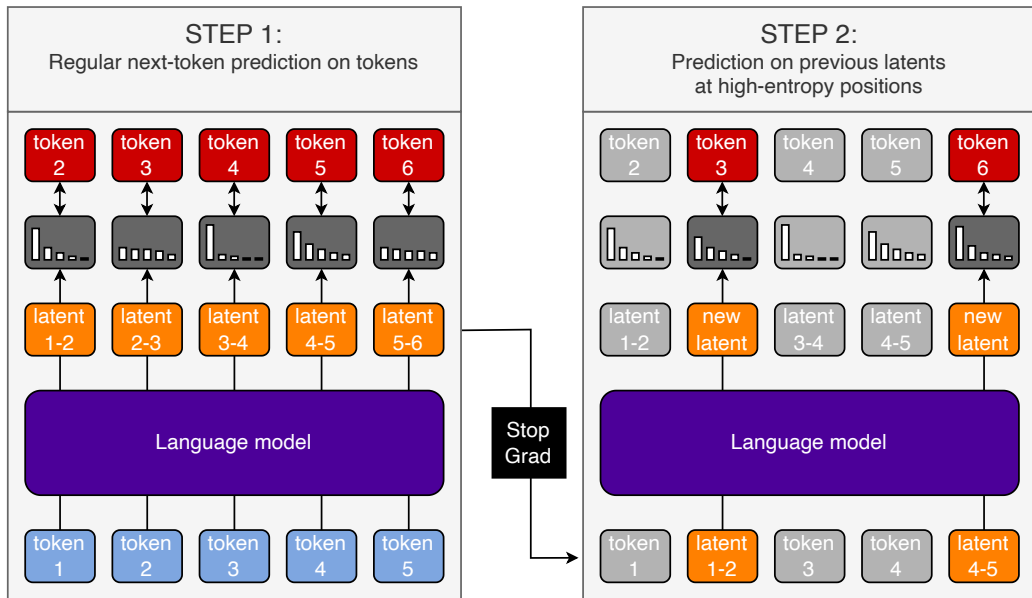 STEP 1:
Regular next-token prediction on tokens
token 2
token 3
token 4
token 5
token 6
latent 1-2
latent 2-3
latent 3-4
latent 4-5
latent 5-6
Language model
token 1
token 2
token 3
token 4
token 5
Stop
Grad
STEP 2:
Prediction on previous latents
at high-entropy positions
token 2
token 3
token 4
token 5
token 6
latent 1-2
new latent
latent 3-4
latent 4-5
new latent
Language model
token 1
latent 1-2
token 3
token 4
latent 4-5